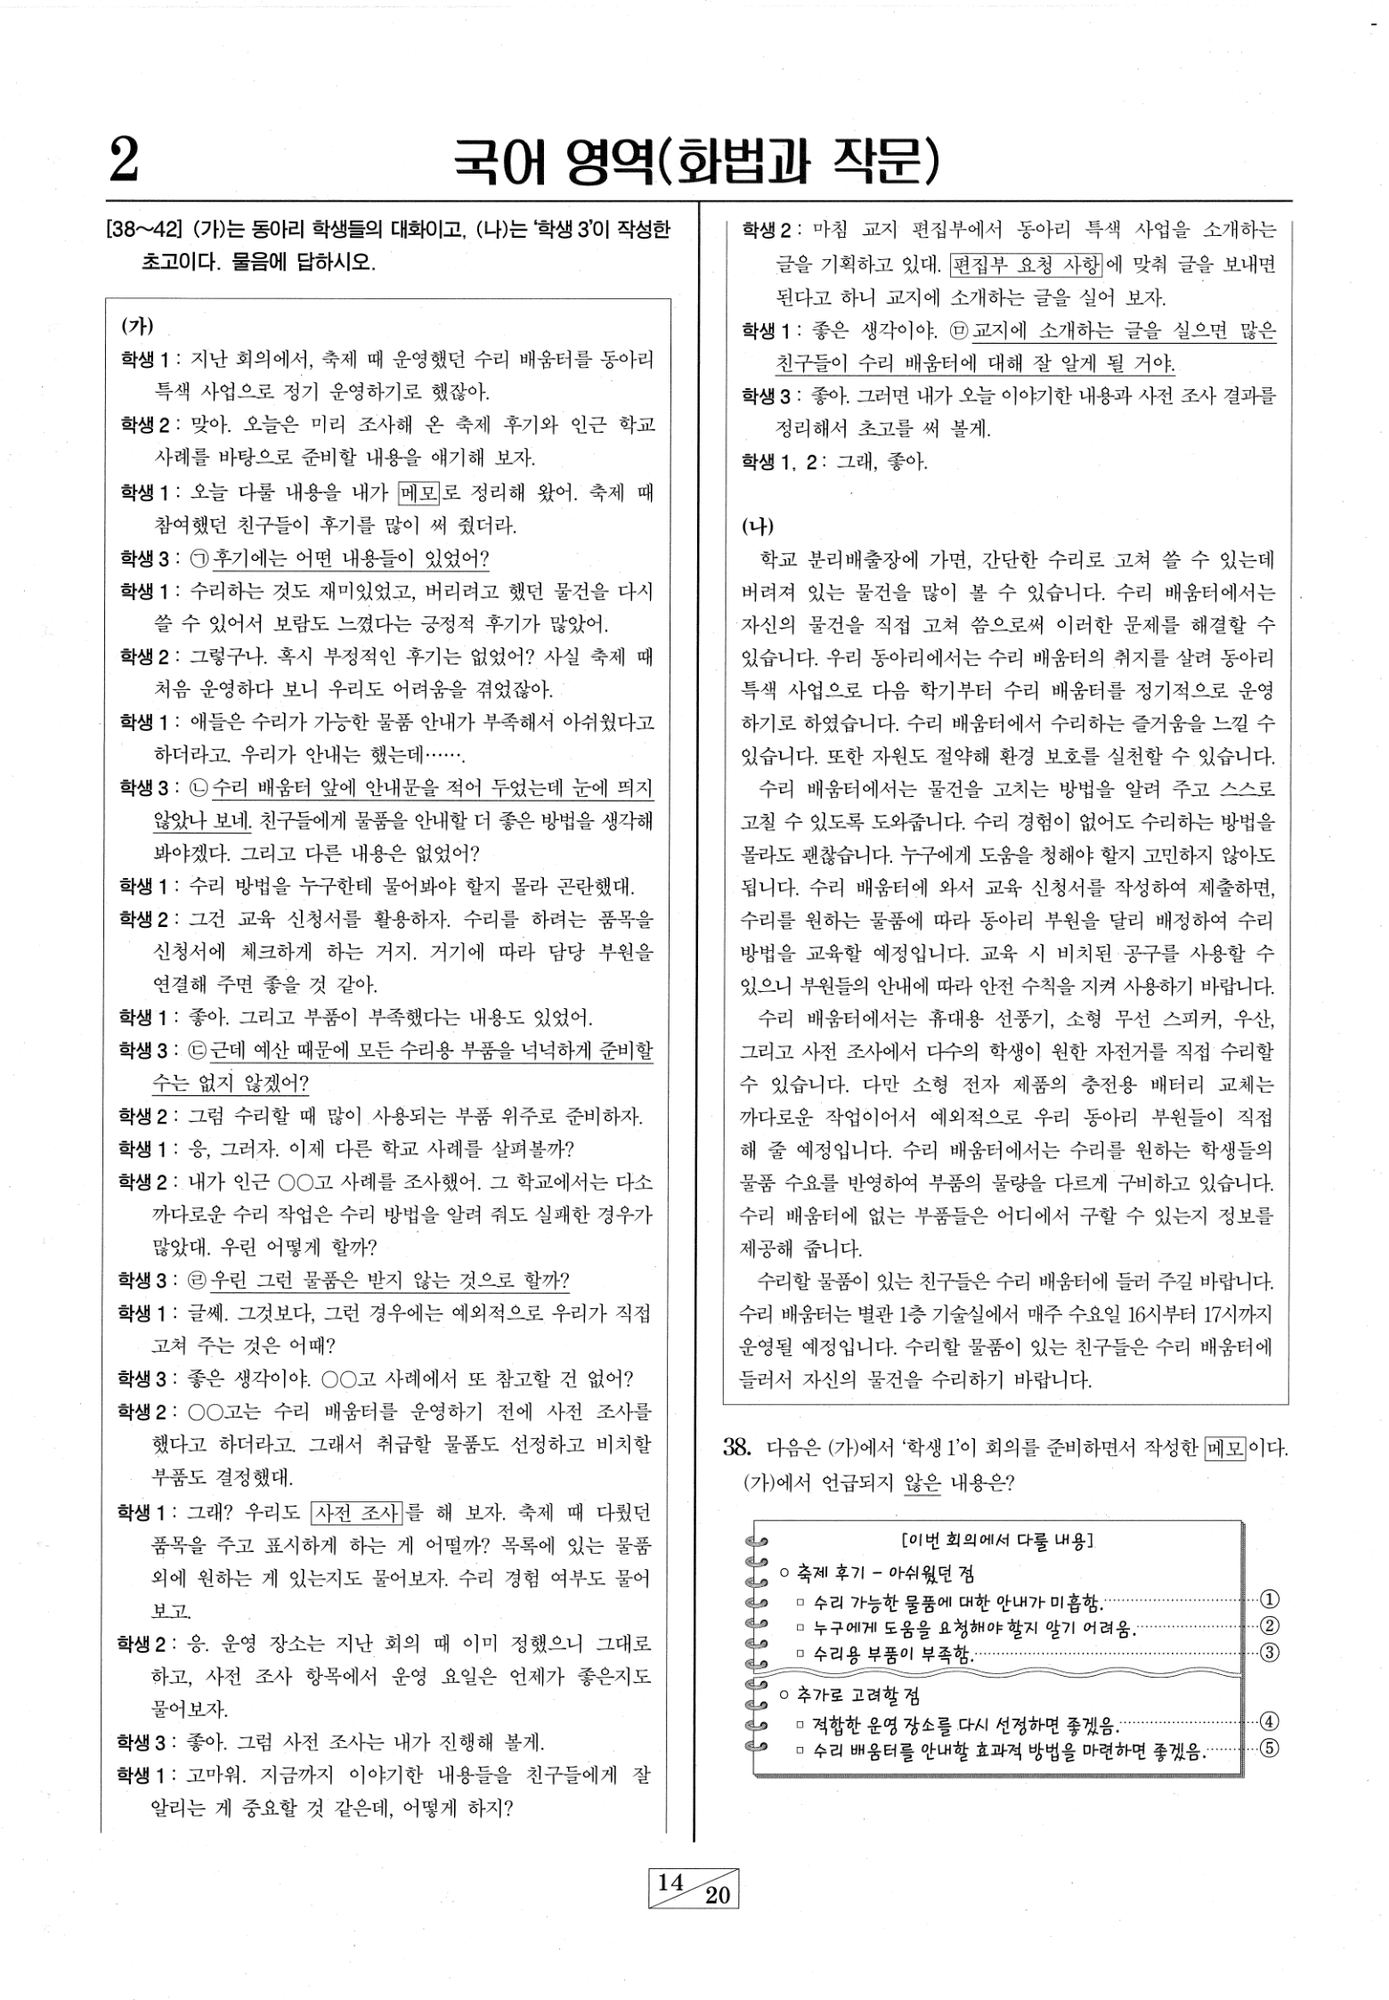 2
국어 영역(화법과 작문)
[38～42] (가)는 동아리 학생들의 대화이고, (나)는 ‘학생 3’이 작성한
초고이다. 물음에 답하시오.
(가)
학생 1 : 지난 회의에서, 축제 때 운영했던 수리 배움터를 동아리
특색 사업으로 정기 운영하기로 했잖아.
학생 2 : 맞아. 오늘은 미리 조사해 온 축제 후기와 인근 학교
사례를 바탕으로 준비할 내용을 얘기해 보자.
학생 1 : 오늘 다룰 내용을 내가 메모로 정리해 왔어. 축제 때
참여했던 친구들이 후기를 많이 써 줬더라.
학생 3 : ㉠후기에는 어떤 내용들이 있었어?
학생 1 : 수리하는 것도 재미있었고, 버리려고 했던 물건을 다시
쓸 수 있어서 보람도 느꼈다는 긍정적 후기가 많았어.
학생 2 : 그렇구나. 혹시 부정적인 후기는 없었어? 사실 축제 때
처음 운영하다 보니 우리도 어려움을 겪었잖아.
학생 1 : 애들은 수리가 가능한 물품 안내가 부족해서 아쉬웠다고
하더라고. 우리가 안내는 했는데…….
학생 3 : ㉡수리 배움터 앞에 안내문을 적어 두었는데 눈에 띄지
않았나 보네. 친구들에게 물품을 안내할 더 좋은 방법을 생각해
봐야겠다. 그리고 다른 내용은 없었어?
학생 1 : 수리 방법을 누구한테 물어봐야 할지 몰라 곤란했대.
학생 2 : 그건 교육 신청서를 활용하자. 수리를 하려는 품목을
신청서에 체크하게 하는 거지. 거기에 따라 담당 부원을
연결해 주면 좋을 것 같아.
학생 1 : 좋아. 그리고 부품이 부족했다는 내용도 있었어.
학생 3 : ㉢근데 예산 때문에 모든 수리용 부품을 넉넉하게 준비할
수는 없지 않겠어?
학생 2 : 그럼 수리할 때 많이 사용되는 부품 위주로 준비하자.
학생 1 : 응, 그러자. 이제 다른 학교 사례를 살펴볼까?
학생 2 : 내가 인근 ○○고 사례를 조사했어. 그 학교에서는 다소
까다로운 수리 작업은 수리 방법을 알려 줘도 실패한 경우가
많았대. 우린 어떻게 할까?
학생 3 : ㉣우린 그런 물품은 받지 않는 것으로 할까?
학생 1 : 글쎄. 그것보다, 그런 경우에는 예외적으로 우리가 직접
고쳐 주는 것은 어때?
학생 3 : 좋은 생각이야. ○○고 사례에서 또 참고할 건 없어?
학생 2 : ○○고는 수리 배움터를 운영하기 전에 사전 조사를
했다고 하더라고. 그래서 취급할 물품도 선정하고 비치할
부품도 결정했대.
학생 1 : 그래? 우리도 사전 조사를 해 보자. 축제 때 다뤘던
품목을 주고 표시하게 하는 게 어떨까? 목록에 있는 물품
외에 원하는 게 있는지도 물어보자. 수리 경험 여부도 물어
보고.
학생 2 : 응. 운영 장소는 지난 회의 때 이미 정했으니 그대로
하고, 사전 조사 항목에서 운영 요일은 언제가 좋은지도
물어보자.
학생 3 : 좋아. 그럼 사전 조사는 내가 진행해 볼게.
학생 1 : 고마워. 지금까지 이야기한 내용들을 친구들에게 잘
알리는 게 중요할 것 같은데, 어떻게 하지?
학생 2 : 마침 교지 편집부에서 동아리 특색 사업을 소개하는
글을 기획하고 있대. 편집부 요청 사항에 맞춰 글을 보내면
된다고 하니 교지에 소개하는 글을 실어 보자.
학생 1 : 좋은 생각이야. ㉤교지에 소개하는 글을 실으면 많은
친구들이 수리 배움터에 대해 잘 알게 될 거야.
학생 3 : 좋아. 그러면 내가 오늘 이야기한 내용과 사전 조사 결과를
정리해서 초고를 써 볼게.
학생 1, 2 : 그래, 좋아.
(나)
학교 분리배출장에 가면, 간단한 수리로 고쳐 쓸 수 있는데
버려져 있는 물건을 많이 볼 수 있습니다. 수리 배움터에서는
자신의 물건을 직접 고쳐 씀으로써 이러한 문제를 해결할 수
있습니다. 우리 동아리에서는 수리 배움터의 취지를 살려 동아리
특색 사업으로 다음 학기부터 수리 배움터를 정기적으로 운영
하기로 하였습니다. 수리 배움터에서 수리하는 즐거움을 느낄 수
있습니다. 또한 자원도 절약해 환경 보호를 실천할 수 있습니다.
수리 배움터에서는 물건을 고치는 방법을 알려 주고 스스로
고칠 수 있도록 도와줍니다. 수리 경험이 없어도 수리하는 방법을
몰라도 괜찮습니다. 누구에게 도움을 청해야 할지 고민하지 않아도
됩니다. 수리 배움터에 와서 교육 신청서를 작성하여 제출하면,
수리를 원하는 물품에 따라 동아리 부원을 달리 배정하여 수리
방법을 교육할 예정입니다. 교육 시 비치된 공구를 사용할 수
있으니 부원들의 안내에 따라 안전 수칙을 지켜 사용하기 바랍니다.
수리 배움터에서는 휴대용 선풍기, 소형 무선 스피커, 우산,
그리고 사전 조사에서 다수의 학생이 원한 자전거를 직접 수리할
수 있습니다. 다만 소형 전자 제품의 충전용 배터리 교체는
까다로운 작업이어서 예외적으로 우리 동아리 부원들이 직접
해 줄 예정입니다. 수리 배움터에서는 수리를 원하는 학생들의
물품 수요를 반영하여 부품의 물량을 다르게 구비하고 있습니다.
수리 배움터에 없는 부품들은 어디에서 구할 수 있는지 정보를
제공해 줍니다.
수리할 물품이 있는 친구들은 수리 배움터에 들러 주길 바랍니다.
수리 배움터는 별관 1층 기술실에서 매주 수요일 16시부터 17시까지
운영될 예정입니다. 수리할 물품이 있는 친구들은 수리 배움터에
들러서 자신의 물건을 수리하기 바랍니다.
38. 다음은 (가)에서 ‘학생 1’이 회의를 준비하면서 작성한 메모이다.
(가)에서 언급되지 않은 내용은?
[이번 회의에서 다룰 내용]
○ 축제 후기 - 아쉬웠던 점
□ 수리 가능한 물품에 대한 안내가 미흡함. ①
□ 누구에게 도움을 요청해야 할지 알기 어려움. ②
□ 수리용 부품이 부족함. ③
○ 추가로 고려할 점
□ 적합한 운영 장소를 다시 선정하면 좋겠음. ④
□ 수리 배움터를 안내할 효과적 방법을 마련하면 좋겠음. ⑤
14
20